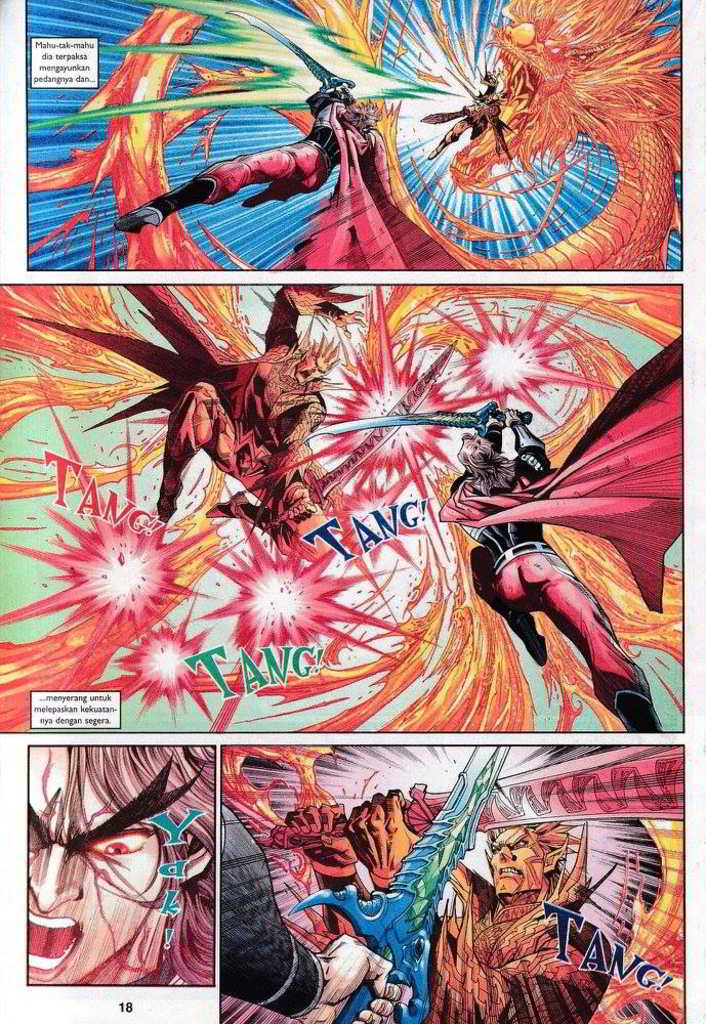 Mahu-tak-mahu
dia terpaksa
mengayunkan
pedangnya dan...
TANG!
TANG!
TANG!
...menyerang untuk
melepaskan kekuatan-
nya dengan segera.
TANG!
18